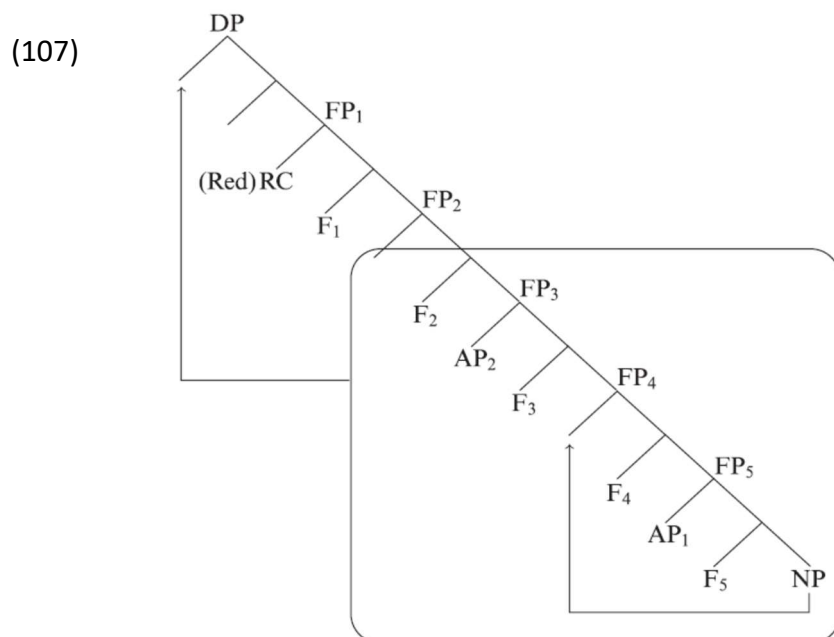 DP
(107)
FP₁
(Red) RC
F₁
FP₂
F₂
FP₃
AP₂
F₃
FP₄
F₄
FP₅
AP₁
F₅
NP